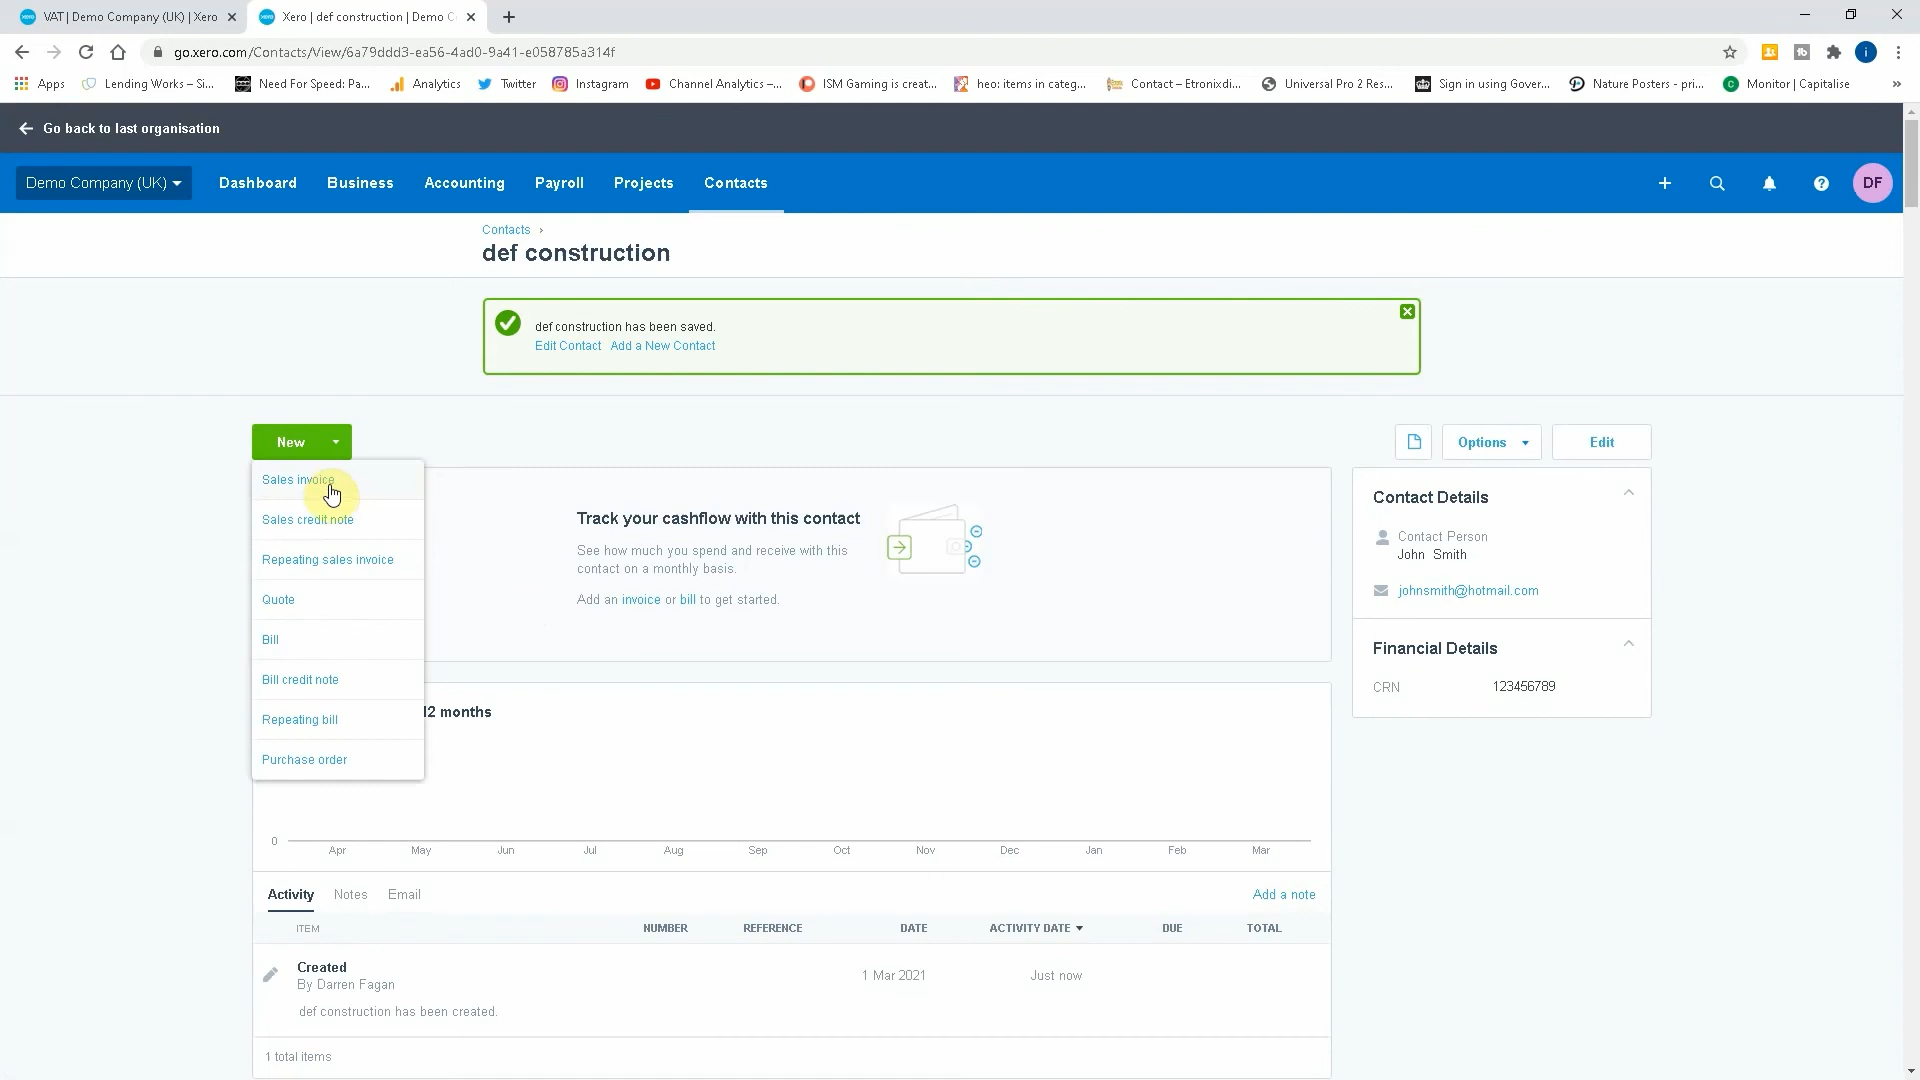 VAT | Demo Company (UK) | Xero
Xero | def construction | Demo C
go.xero.com/Contacts/View/6a79ddd3-ea56-4ad0-9a41-e058785a314f
Apps
Lending Works – Si...
Need For Speed: Pa...
Analytics
Twitter
Instagram
Channel Analytics –...
ISM Gaming is creat...
heo: items in categ...
Contact – Etronixdi...
Universal Pro 2 Res...
Sign in using Gover...
Nature Posters - pri...
Monitor | Capitalise
Go back to last organisation
Demo Company (UK)
Dashboard
Business
Accounting
Payroll
Projects
Contacts
DF
Contacts ›
def construction
def construction has been saved.
Edit Contact Add a New Contact
New
Options
Edit
Sales invoice
Sales credit note
Repeating sales invoice
Quote
Bill
Bill credit note
Repeating bill
Purchase order
Track your cashflow with this contact
See how much you spend and receive with this
contact on a monthly basis.
Add an invoice or bill to get started.
Contact Details
Contact Person
John Smith
johnsmith@hotmail.com
Financial Details
CRN 123456789
12 months
0
Apr May Jun Jul Aug Sep Oct Nov Dec Jan Feb Mar
Activity Notes Email
Add a note
ITEM NUMBER REFERENCE DATE ACTIVITY DATE DUE TOTAL
Created
By Darren Fagan
1 Mar 2021
Just now
def construction has been created.
1 total items